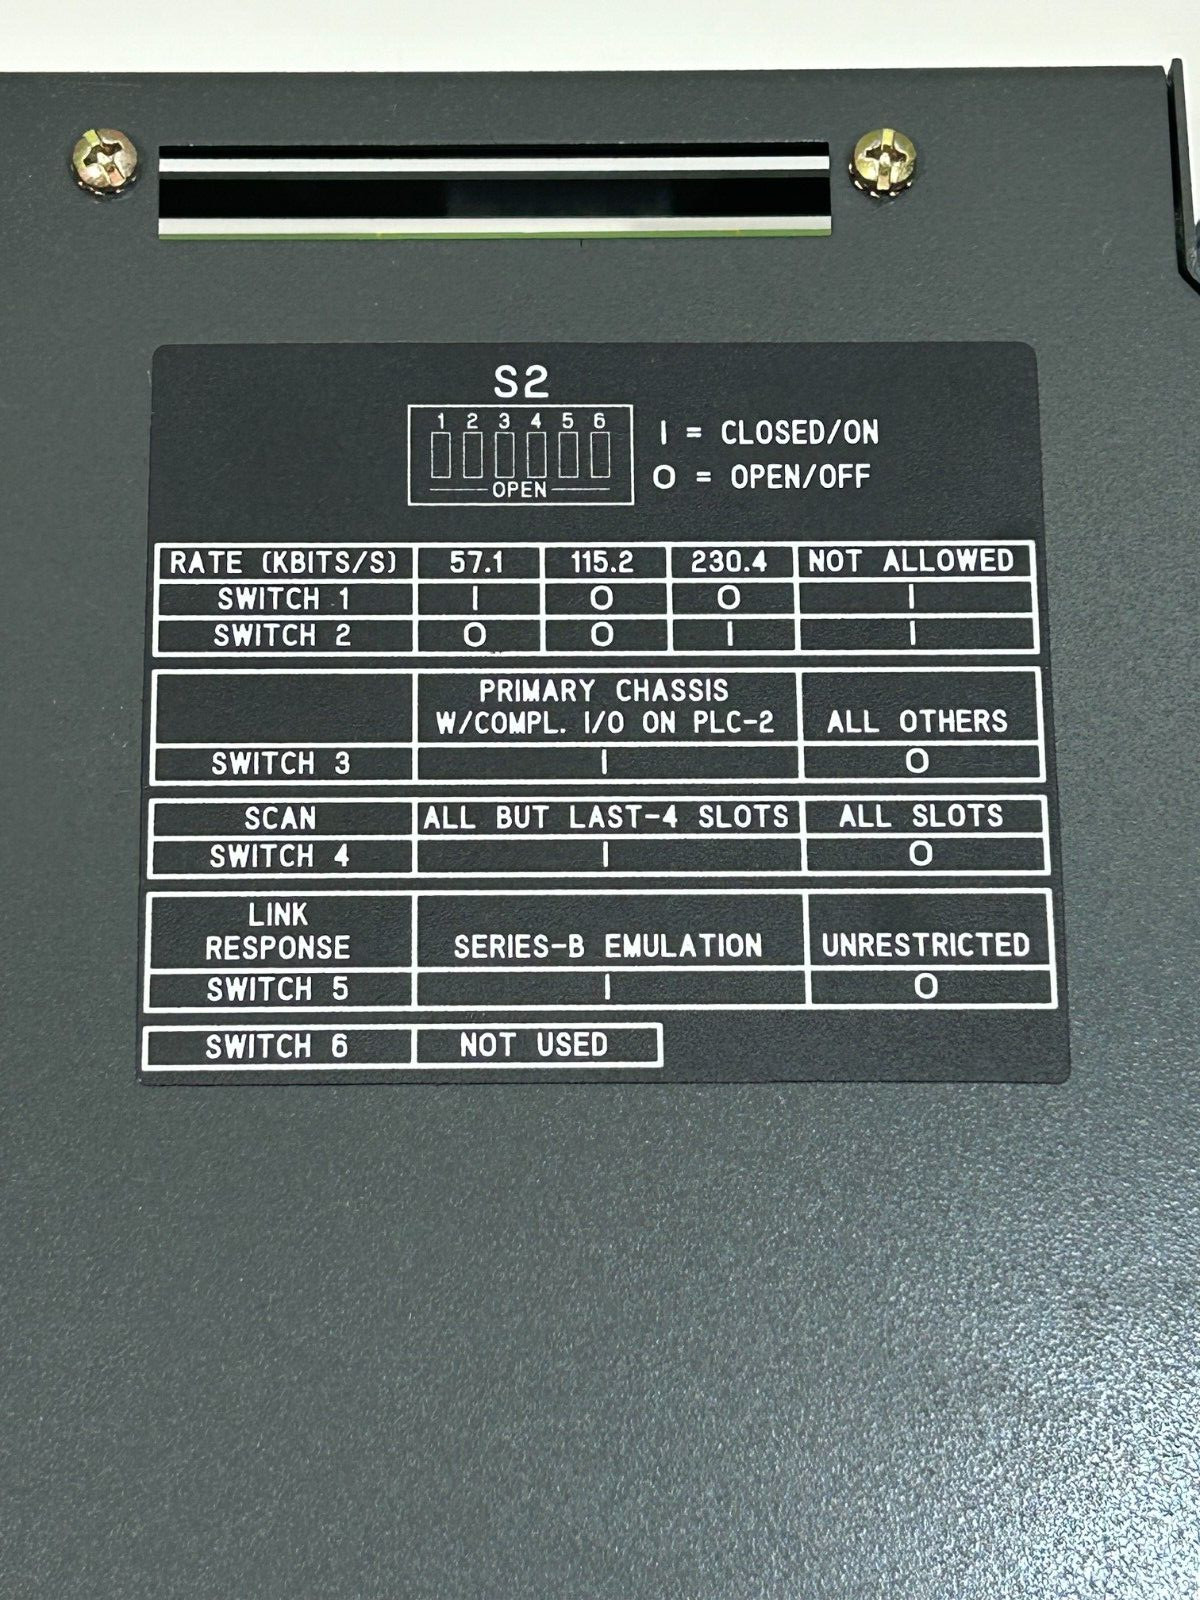 S2
1 2 3 4 5 6
OPEN
I = CLOSED/ON
O = OPEN/OFF
RATE (KBITS/S) 57.1 115.2 230.4 NOT ALLOWED
SWITCH 1 I O O I
SWITCH 2 O O I I
PRIMARY CHASSIS
W/COMPL. I/O ON PLC-2 ALL OTHERS
SWITCH 3 I O
SCAN ALL BUT LAST-4 SLOTS ALL SLOTS
SWITCH 4 I O
LINK
RESPONSE SERIES-B EMULATION UNRESTRICTED
SWITCH 5 I O
SWITCH 6 NOT USED